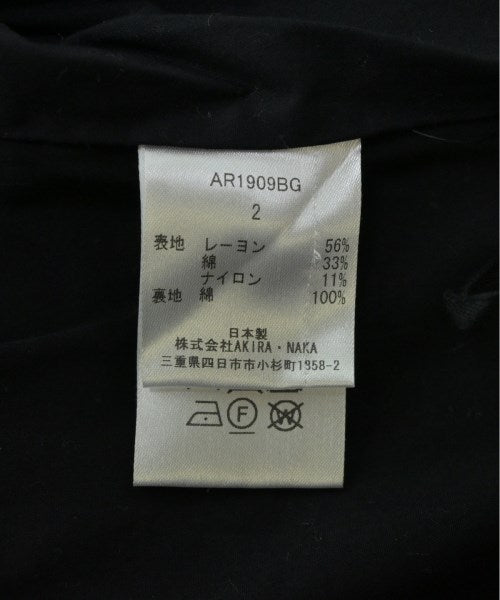 AR1909BG
2
表地 レーヨン 56%
綿 33%
ナイロン 11%
裏地 綿 100%
日本製
株式会社AKIRA・NAKA
三重県四日市市小杉町1358-2
F W